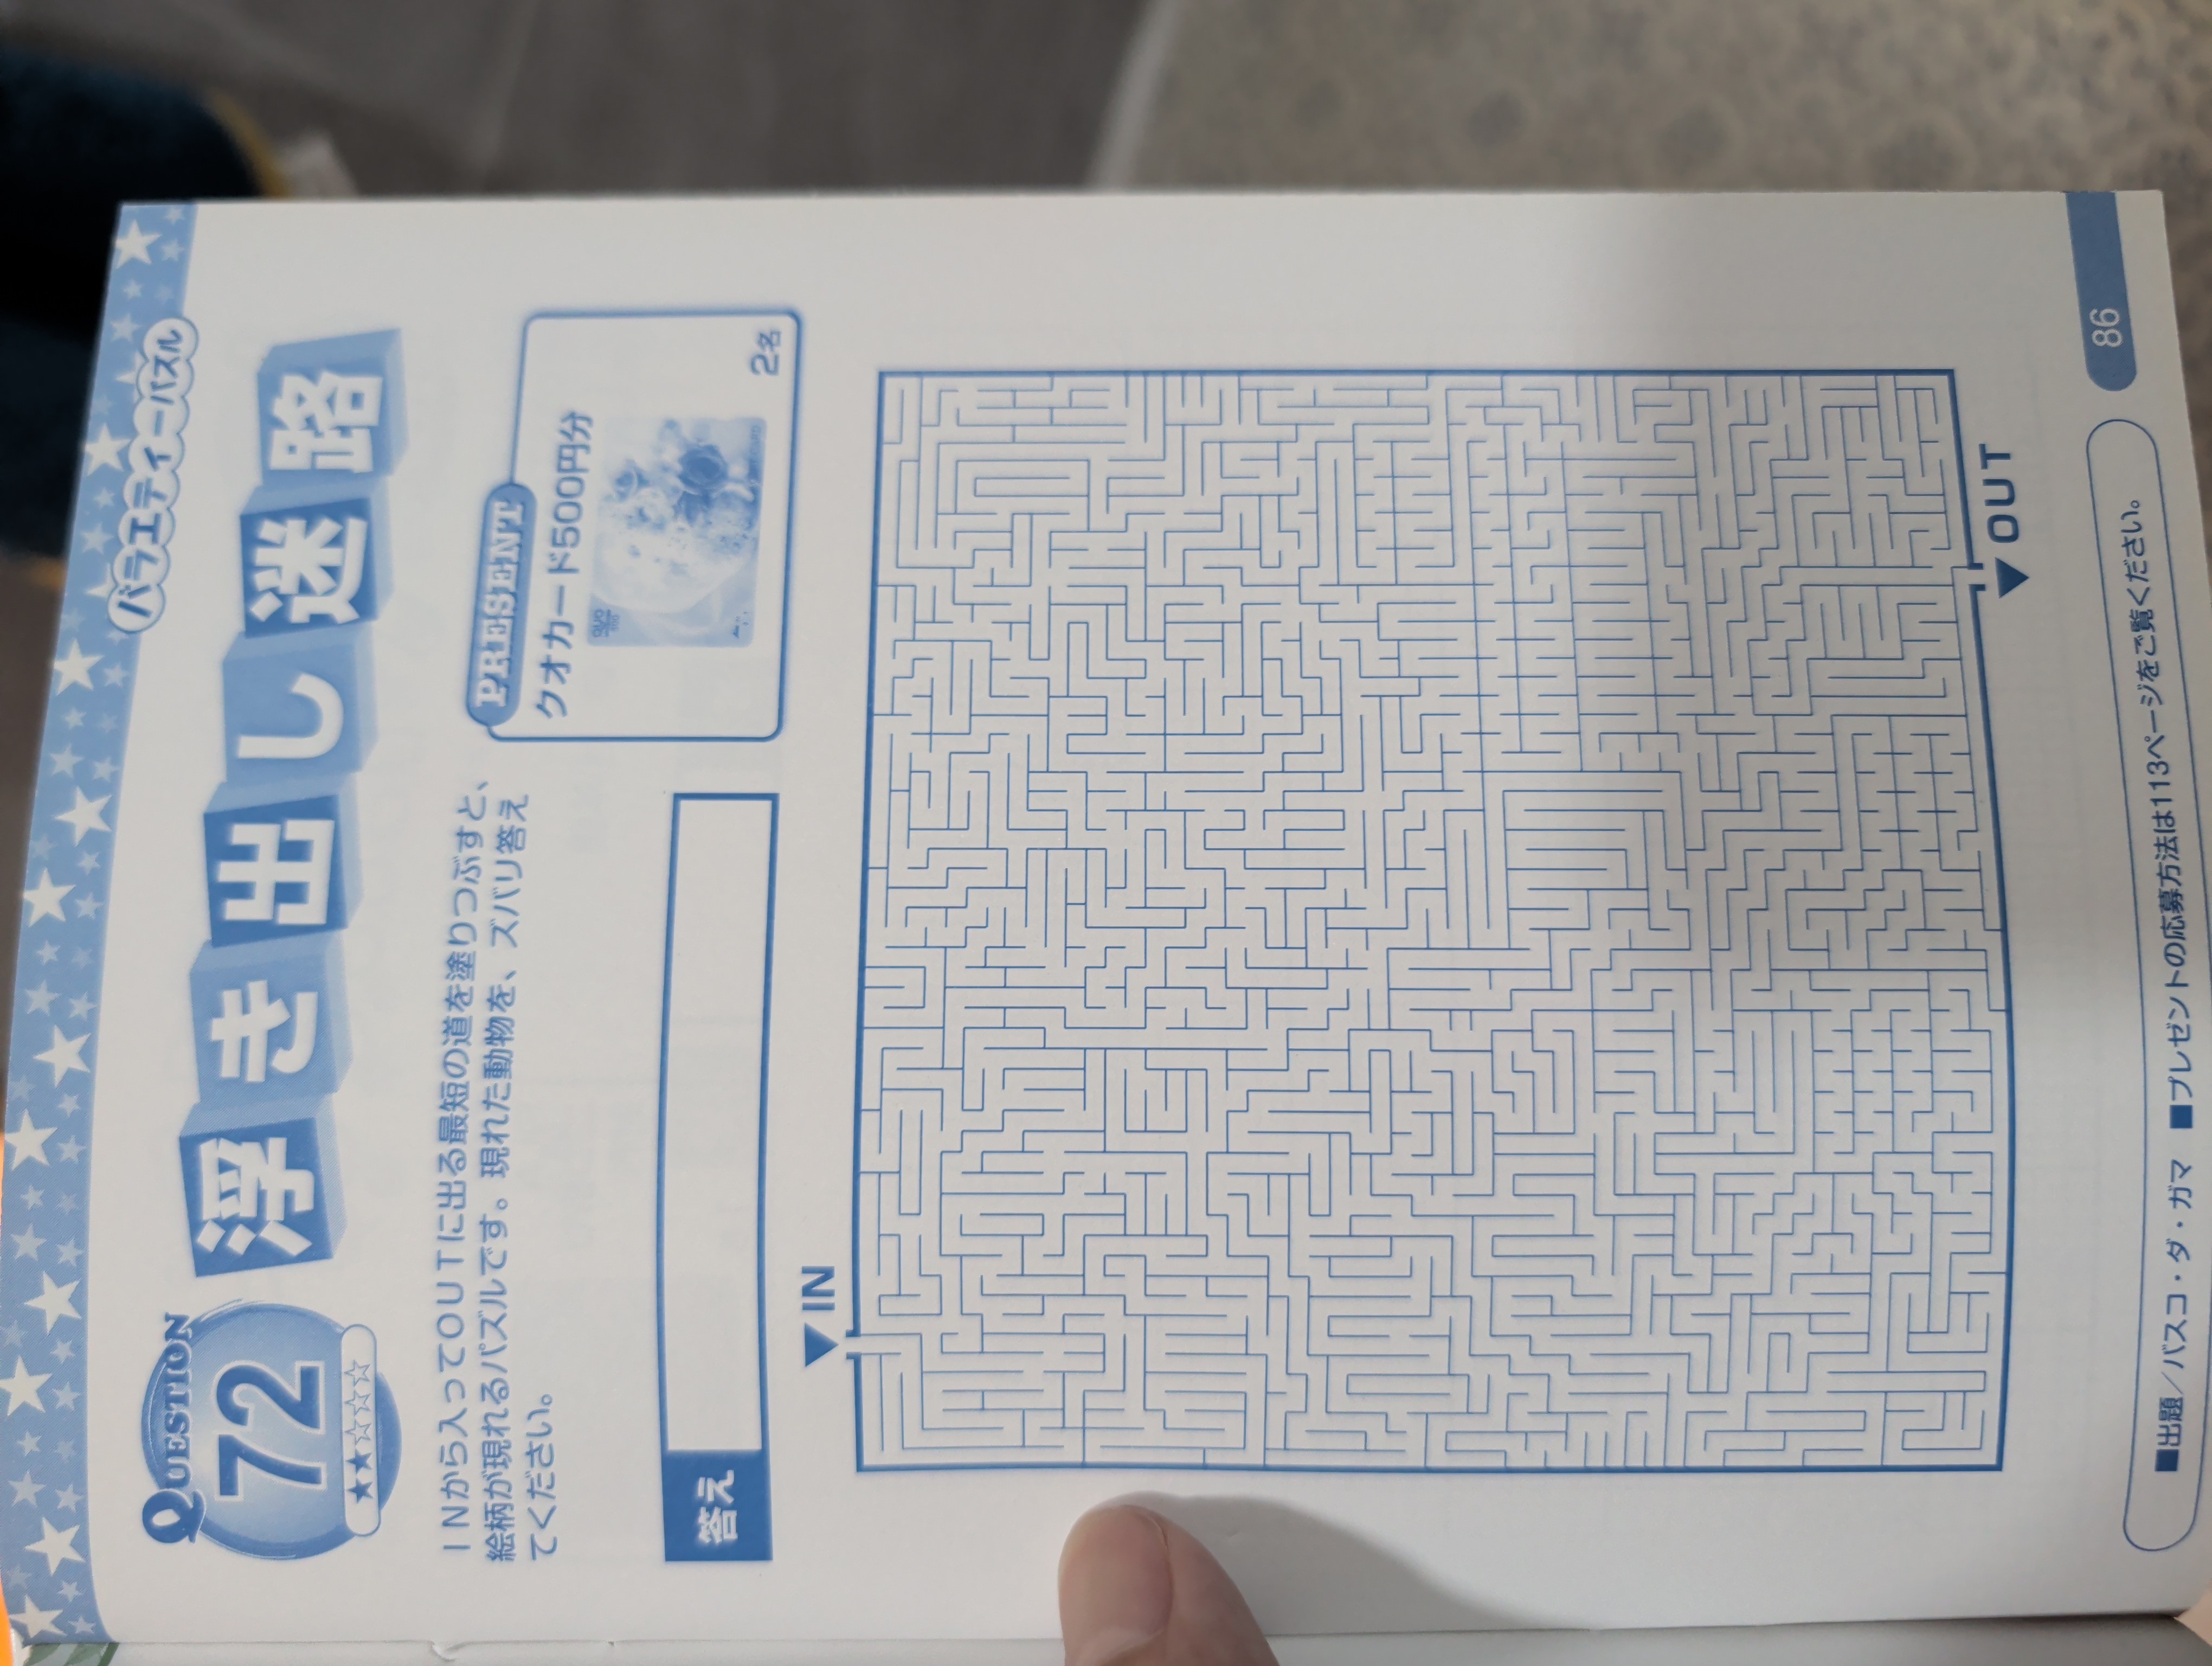 バラエティーパズル
QUESTION
72
★★☆☆☆
浮き出し迷路
INから入ってOUTに出る最短の道を塗りつぶすと、
絵柄が現れるパズルです。現れた動物を、ズバリ答え
てください。
PRESENT
クオカード500円分
QUO
2名
答え
▼IN
▼OUT
86
■出題／バスコ・ダ・ガマ ■プレゼントの応募方法は113ページをご覧ください。